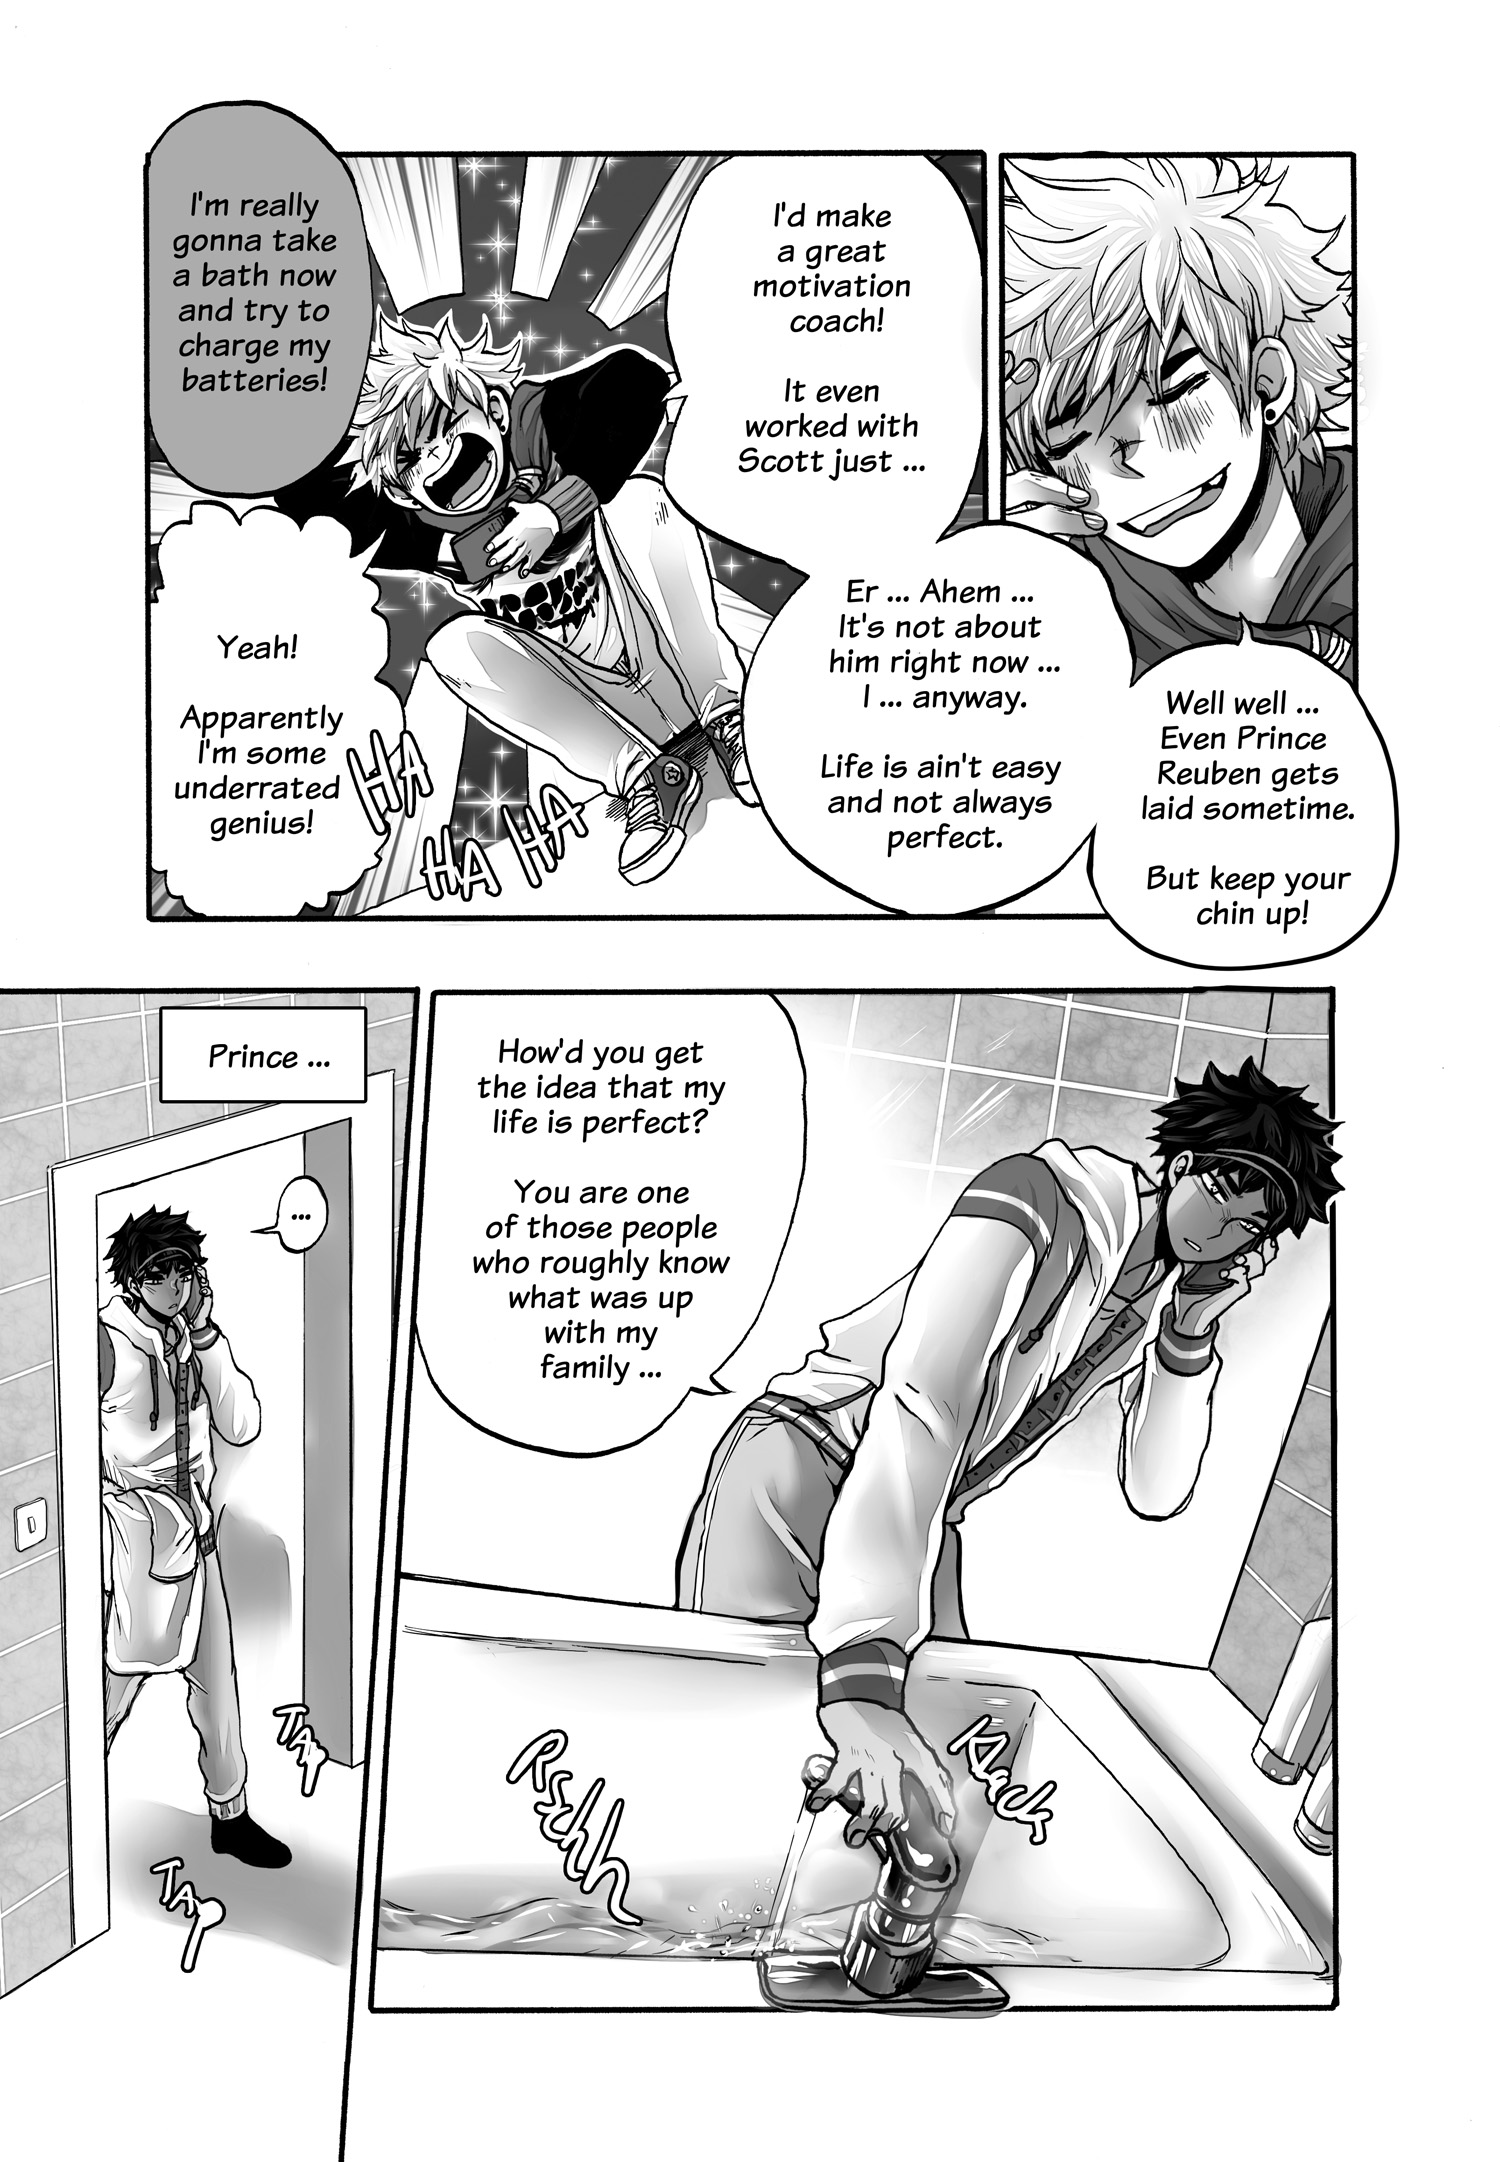 I'm really
gonna take
a bath now
and try to
charge my
batteries!
Yeah!
Apparently
I'm some
underrated
genius!
HA
HA HA
I'd make
a great
motivation
coach!
It even
worked with
Scott just ...
Er ... Ahem ...
It's not about
him right now ...
I ... anyway.
Life is ain't easy
and not always
perfect.
Well well ...
Even Prince
Reuben gets
laid sometime.
But keep your
chin up!
Prince ...
...
TAP
TAP
How'd you get
the idea that my
life is perfect?
You are one
of those people
who roughly know
what was up
with my
family ...
Rschhh
Klack